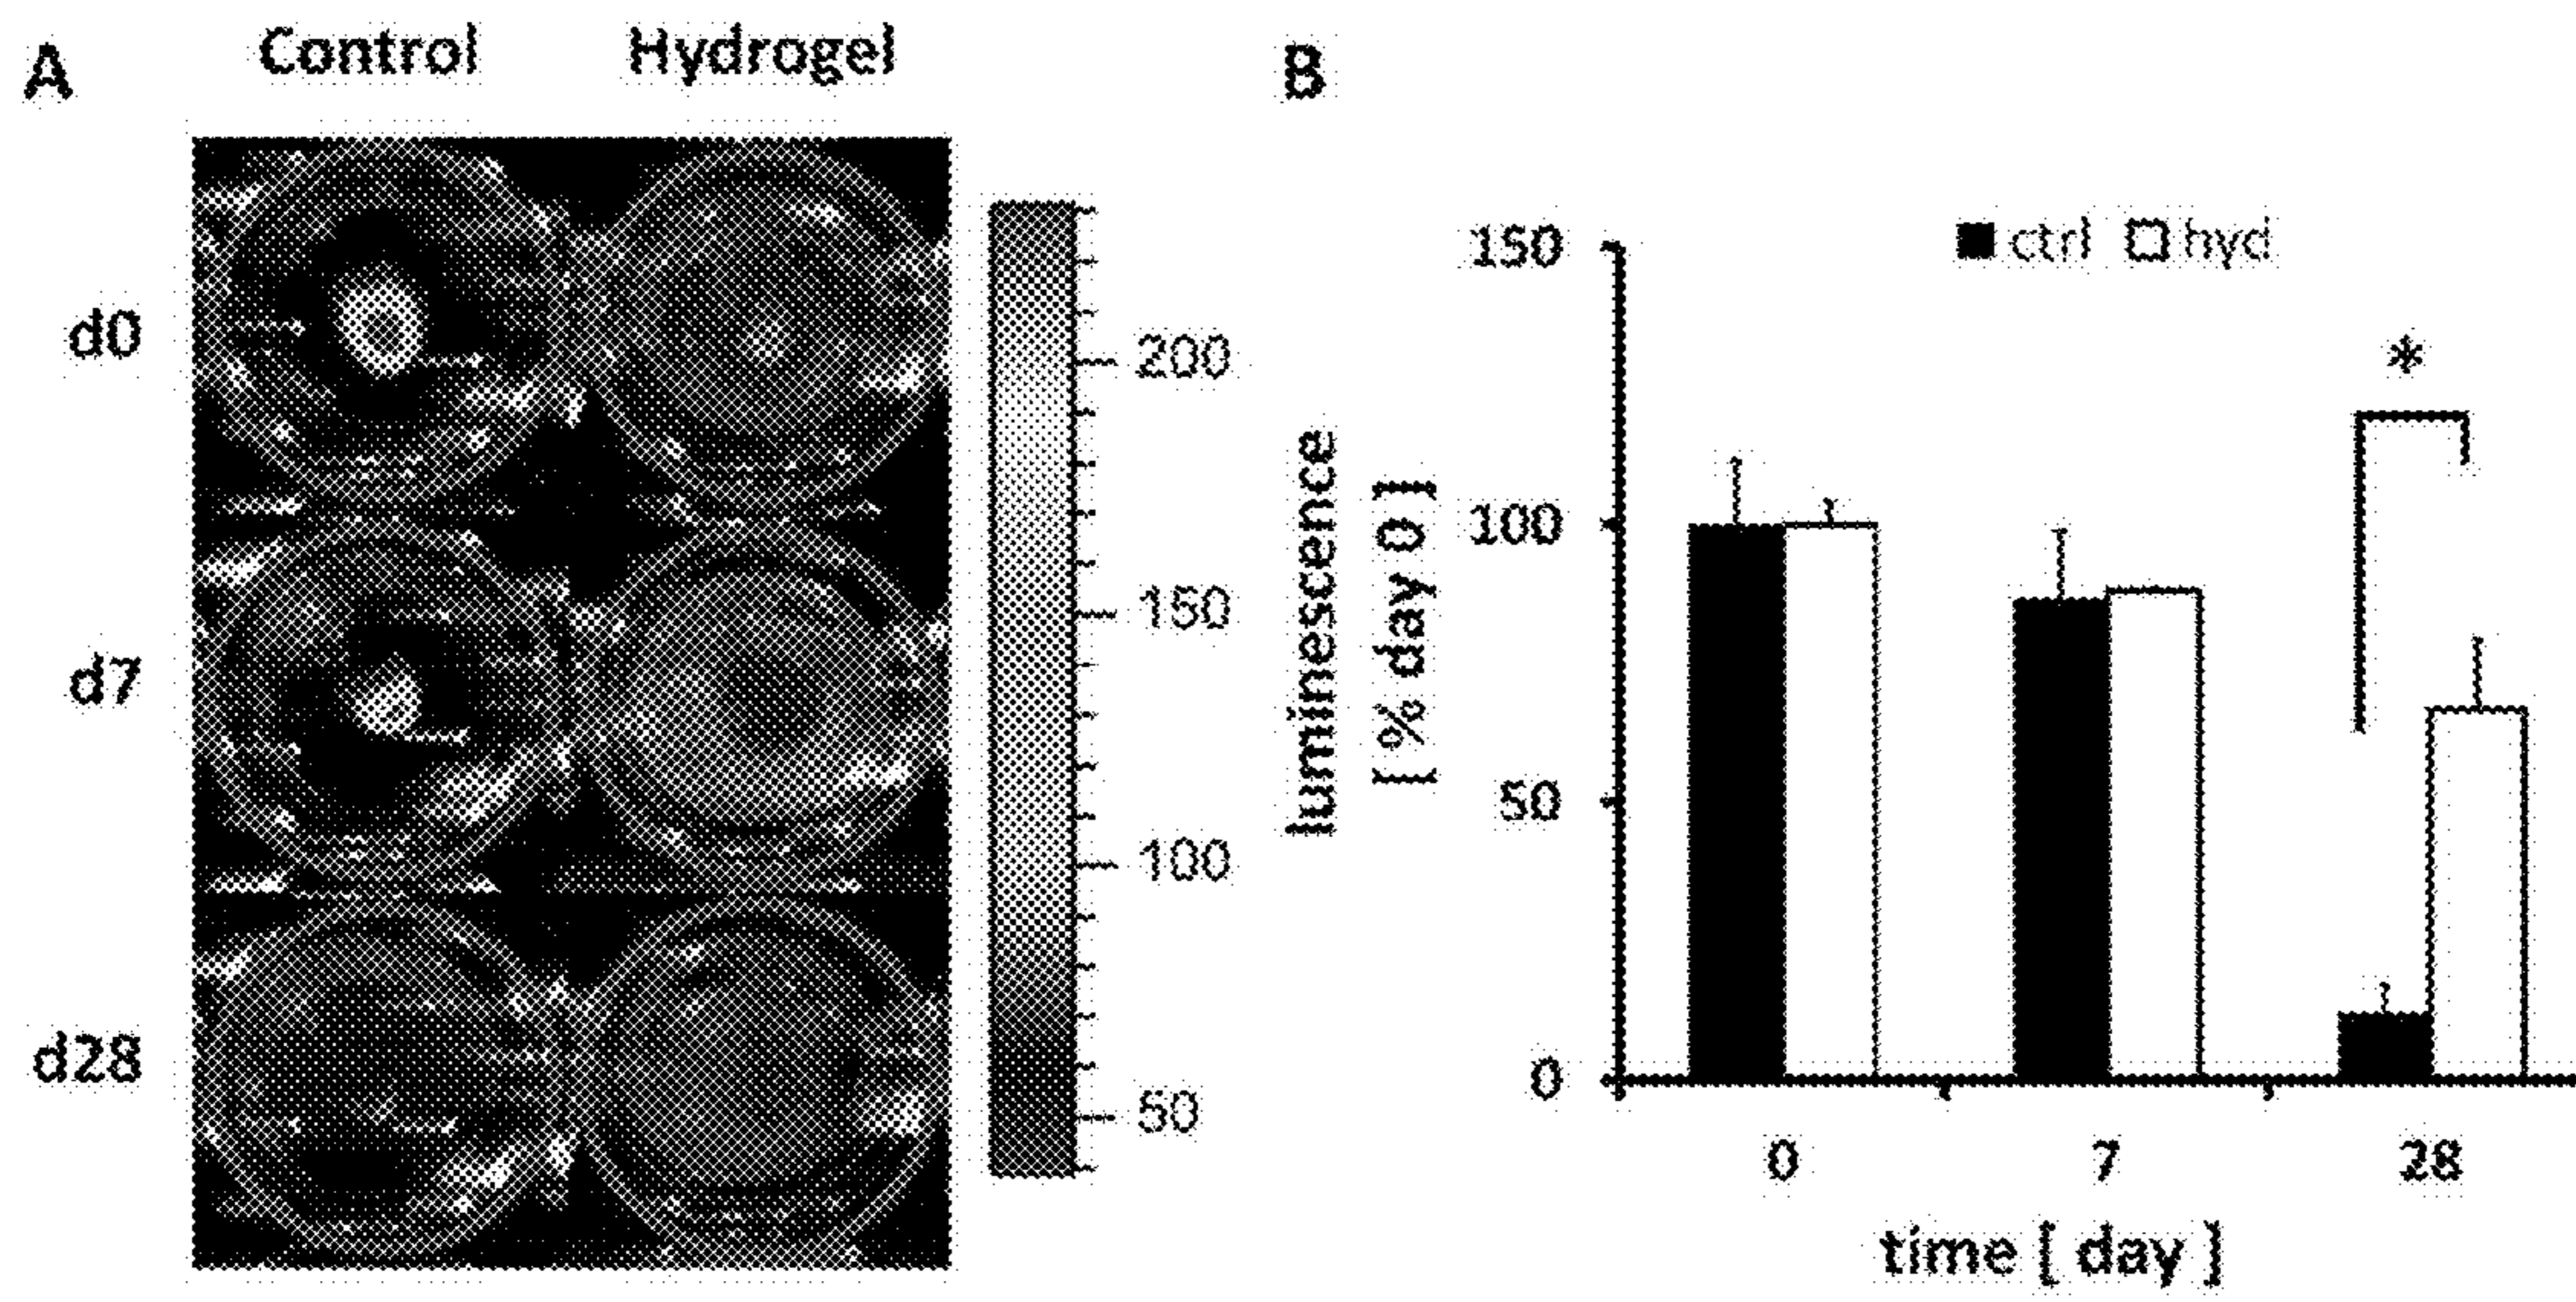 A
Control Hydrogel
d0
d7
d28
200
150
100
50
B
ctrl hyd
luminescence
[ % day 0 ]
150
100
50
0
*
0 7 28
time [ day ]